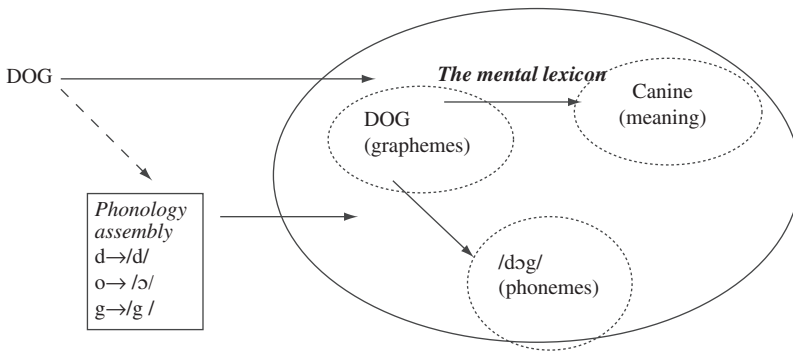 The mental lexicon
DOG
DOG
(graphemes)
Canine
(meaning)
Phonology
assembly
d→/d/
o→ /ɔ/
g→/g /
/dɔg/
(phonemes)